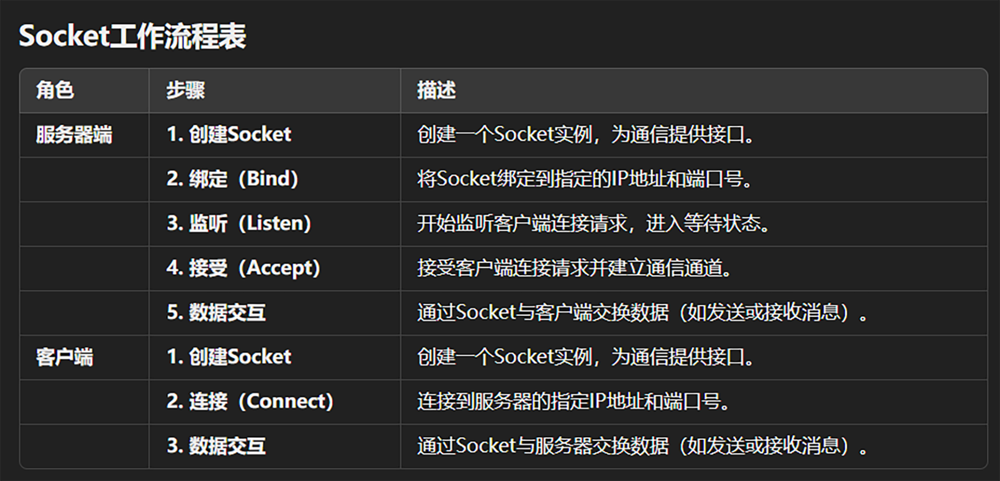 Socket工作流程表
角色 步骤 描述
服务器端 1. 创建Socket 创建一个Socket实例，为通信提供接口。
2. 绑定（Bind） 将Socket绑定到指定的IP地址和端口号。
3. 监听（Listen） 开始监听客户端连接请求，进入等待状态。
4. 接受（Accept） 接受客户端连接请求并建立通信通道。
5. 数据交互 通过Socket与客户端交换数据（如发送或接收消息）。
客户端 1. 创建Socket 创建一个Socket实例，为通信提供接口。
2. 连接（Connect） 连接到服务器的指定IP地址和端口号。
3. 数据交互 通过Socket与服务器交换数据（如发送或接收消息）。